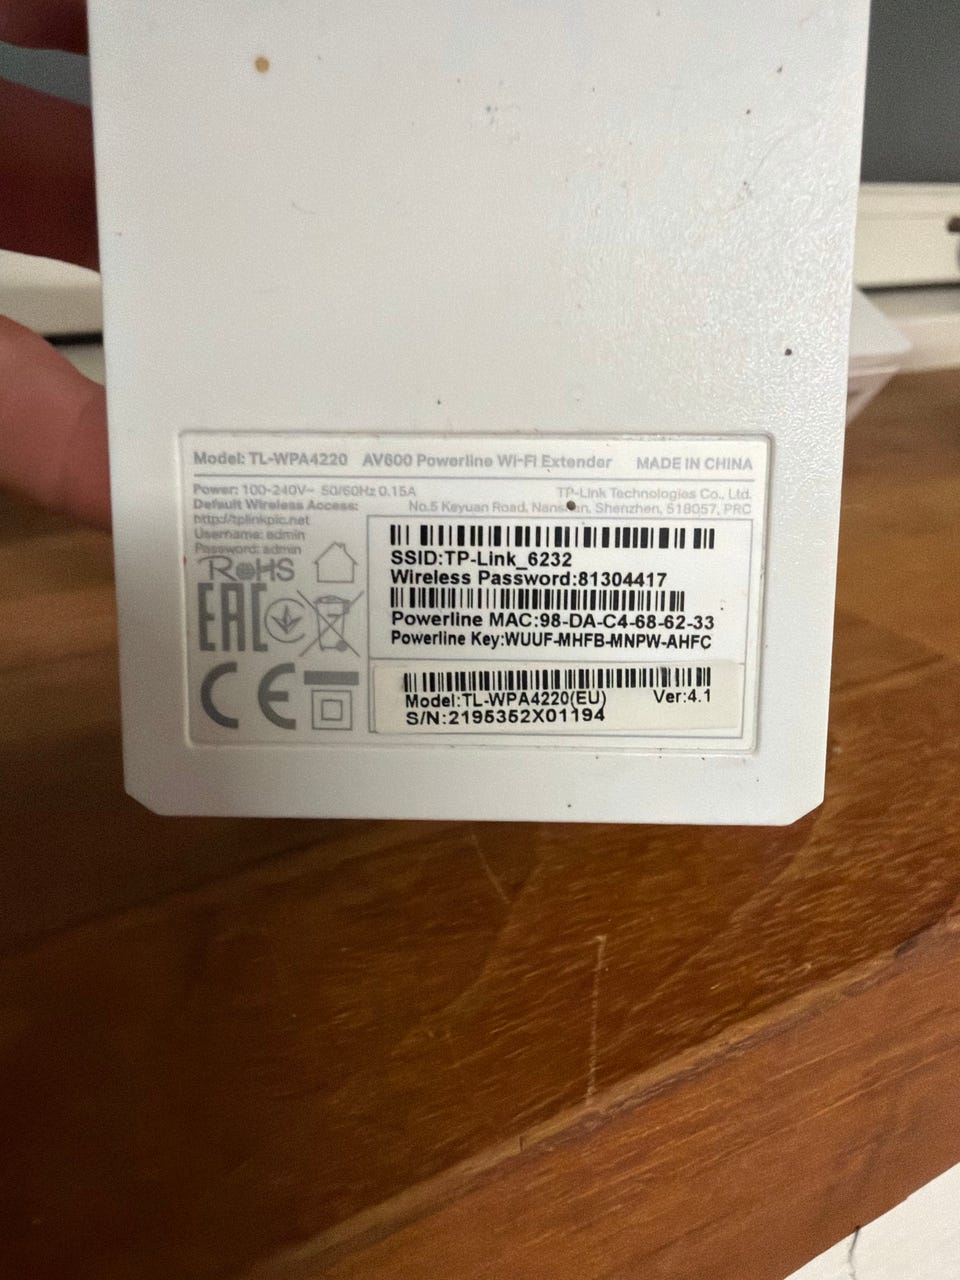 Model: TL-WPA4220 AV600 Powerline Wi-Fi Extender MADE IN CHINA
Power: 100-240V~ 50/60Hz 0.15A TP-Link Technologies Co., Ltd.
Default Wireless Access: No.5 Keyuan Road, Nanshan, Shenzhen, 518057, PRC
http://tplinkplc.net
Username: admin
Password: admin
RoHS
EAC
CE
SSID:TP-Link_6232
Wireless Password:81304417
Powerline MAC:98-DA-C4-68-62-33
Powerline Key:WUUF-MHFB-MNPW-AHFC
Model:TL-WPA4220(EU) Ver:4.1
S/N:2195352X01194